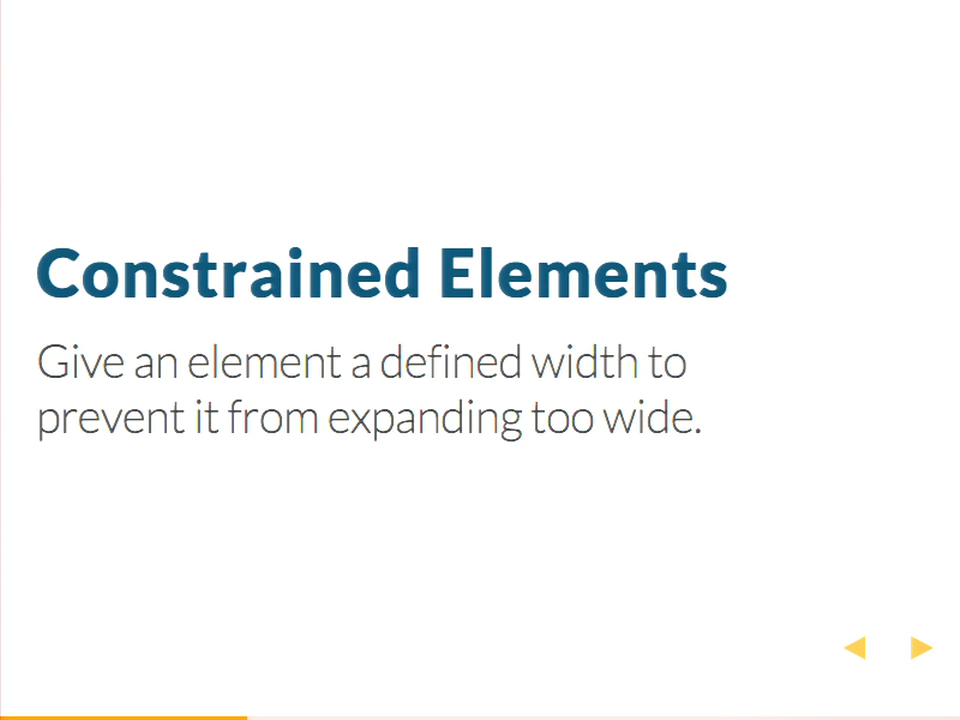 Constrained Elements
Give an element a defined width to
prevent it from expanding too wide.